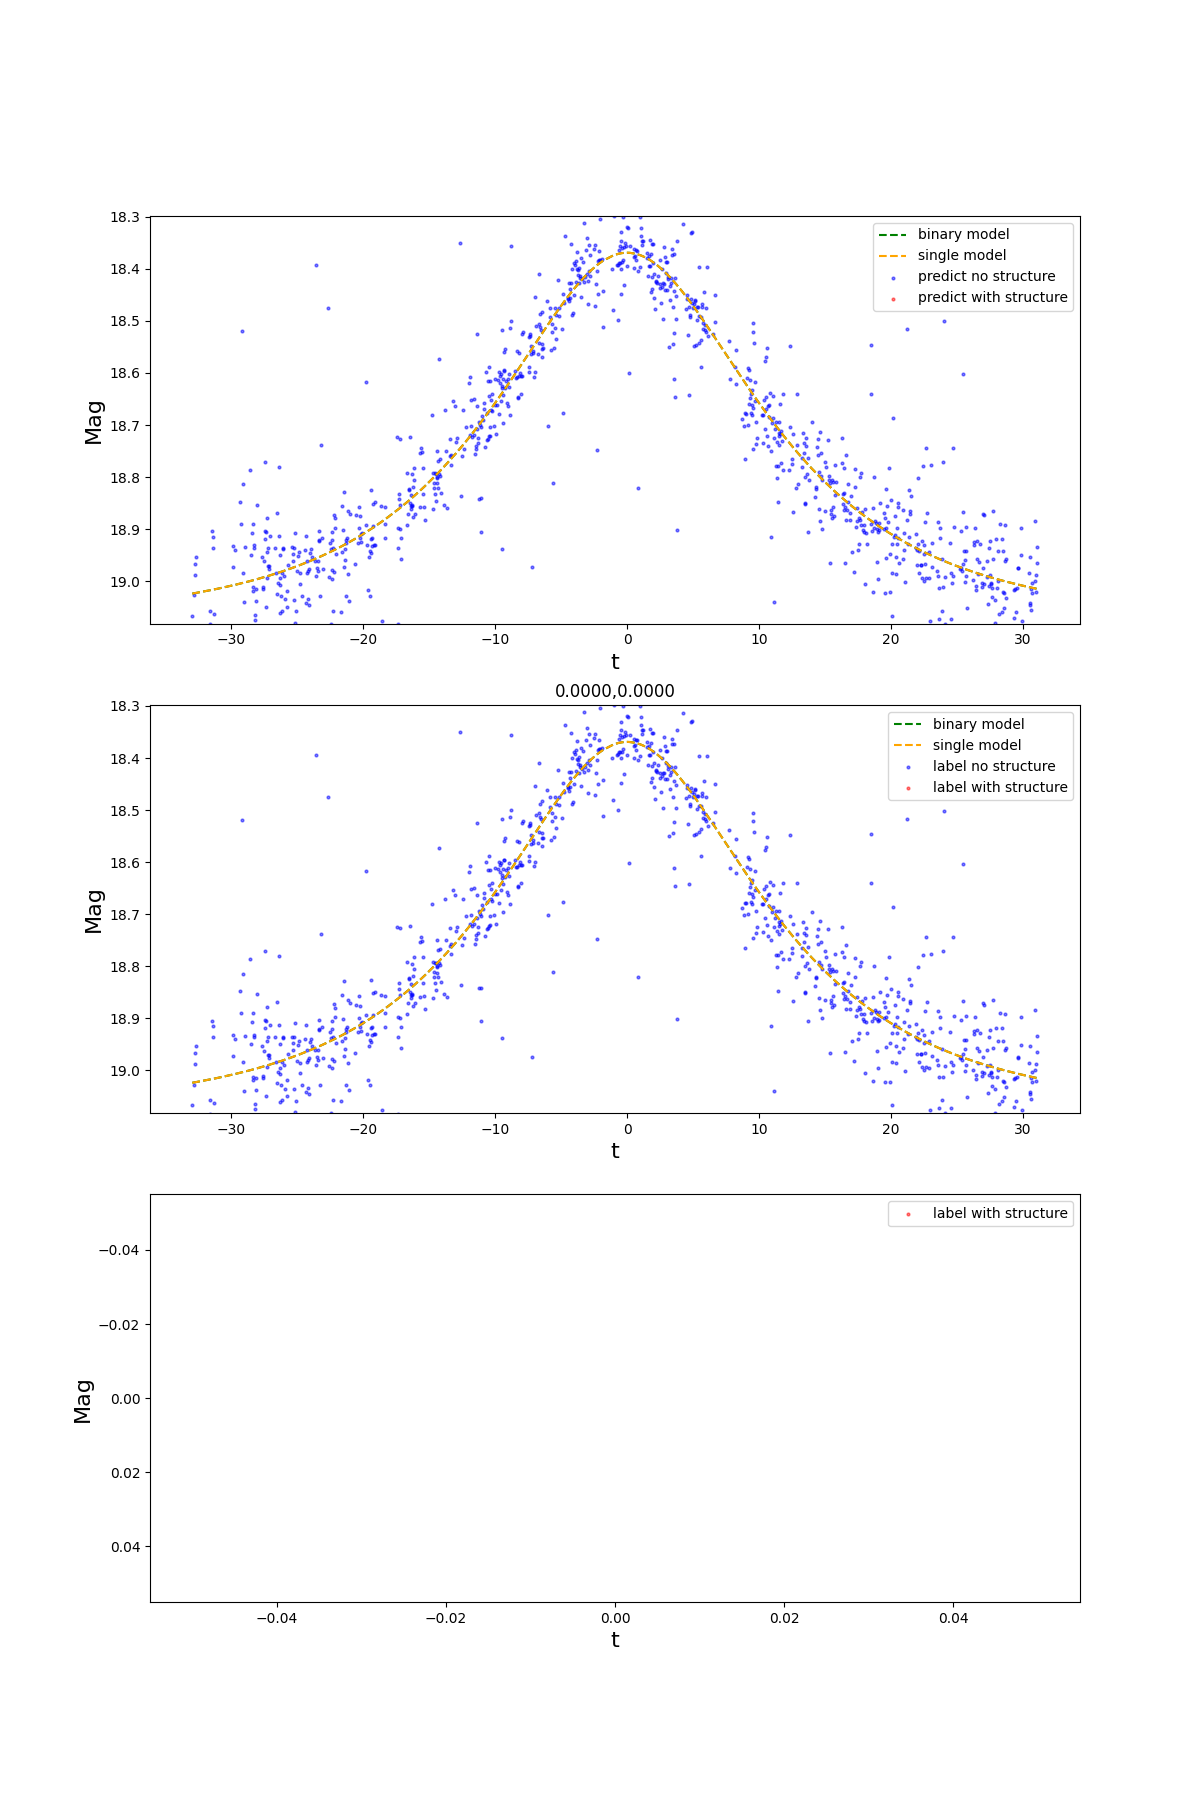 18.3
18.4
18.5
18.6
18.7
18.8
18.9
19.0
Mag
binary model
single model
predict no structure
predict with structure
−30 −20 −10 0 10 20 30
t
0.0000,0.0000
18.3
18.4
18.5
18.6
18.7
18.8
18.9
19.0
Mag
binary model
single model
label no structure
label with structure
−30 −20 −10 0 10 20 30
t
−0.04
−0.02
0.00
0.02
0.04
Mag
label with structure
−0.04 −0.02 0.00 0.02 0.04
t